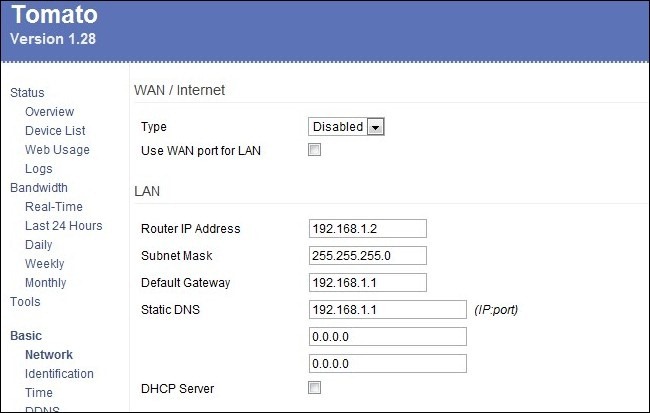 Tomato
Version 1.28
Status
Overview
Device List
Web Usage
Logs
Bandwidth
Real-Time
Last 24 Hours
Daily
Weekly
Monthly
Tools
Basic
Network
Identification
Time
DDNS
WAN / Internet
Type Disabled
Use WAN port for LAN
LAN
Router IP Address 192.168.1.2
Subnet Mask 255.255.255.0
Default Gateway 192.168.1.1
Static DNS 192.168.1.1 (IP:port)
0.0.0.0
0.0.0.0
DHCP Server